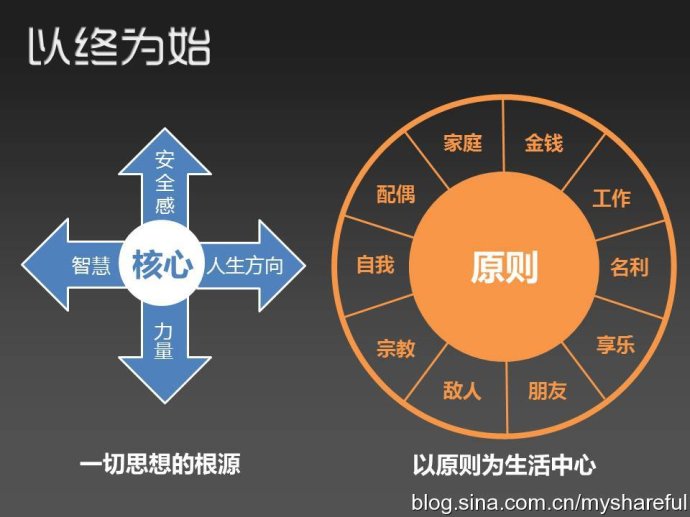 以终为始
安全感
智慧
核心
人生方向
力量
一切思想的根源
家庭
金钱
配偶
工作
自我
原则
名利
宗教
享乐
敌人
朋友
以原则为生活中心
blog.sina.com.cn/myshareful